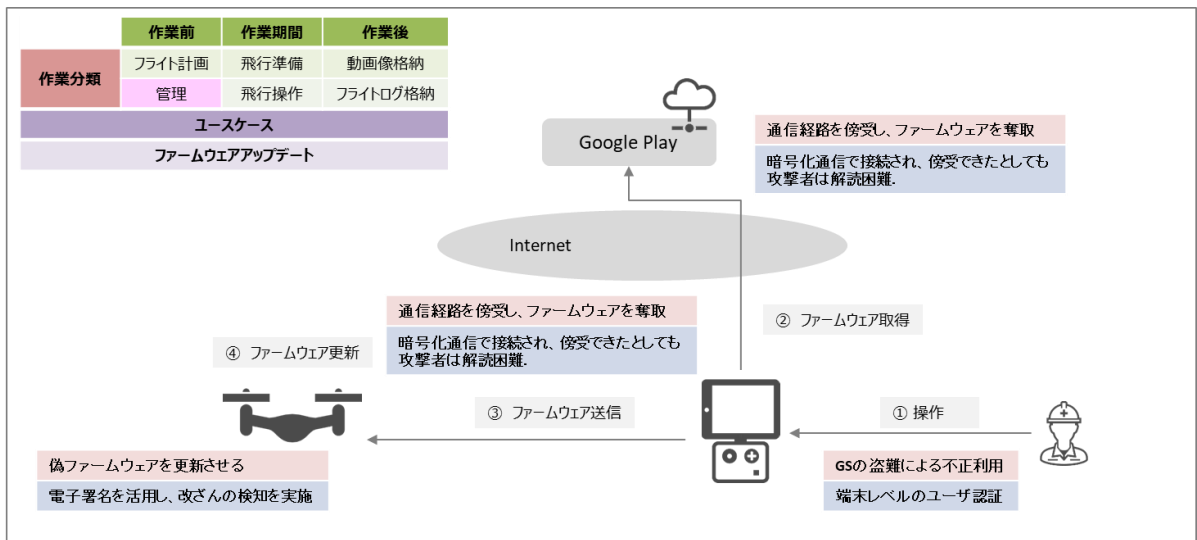 作業前 作業期間 作業後
作業分類
フライト計画 飛行準備 動画像格納
管理 飛行操作 フライトログ格納
ユースケース
ファームウェアアップデート
Google Play
通信経路を傍受し、ファームウェアを奪取
暗号化通信で接続され、傍受できたとしても
攻撃者は解読困難.
Internet
通信経路を傍受し、ファームウェアを奪取
暗号化通信で接続され、傍受できたとしても
攻撃者は解読困難.
② ファームウェア取得
④ ファームウェア更新
③ ファームウェア送信
① 操作
偽ファームウェアを更新させる
電子署名を活用し、改ざんの検知を実施
GSの盗難による不正利用
端末レベルのユーザ認証